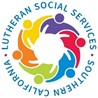 LUTHERAN SOCIAL SERVICES
• SOUTHERN CALIFORNIA •